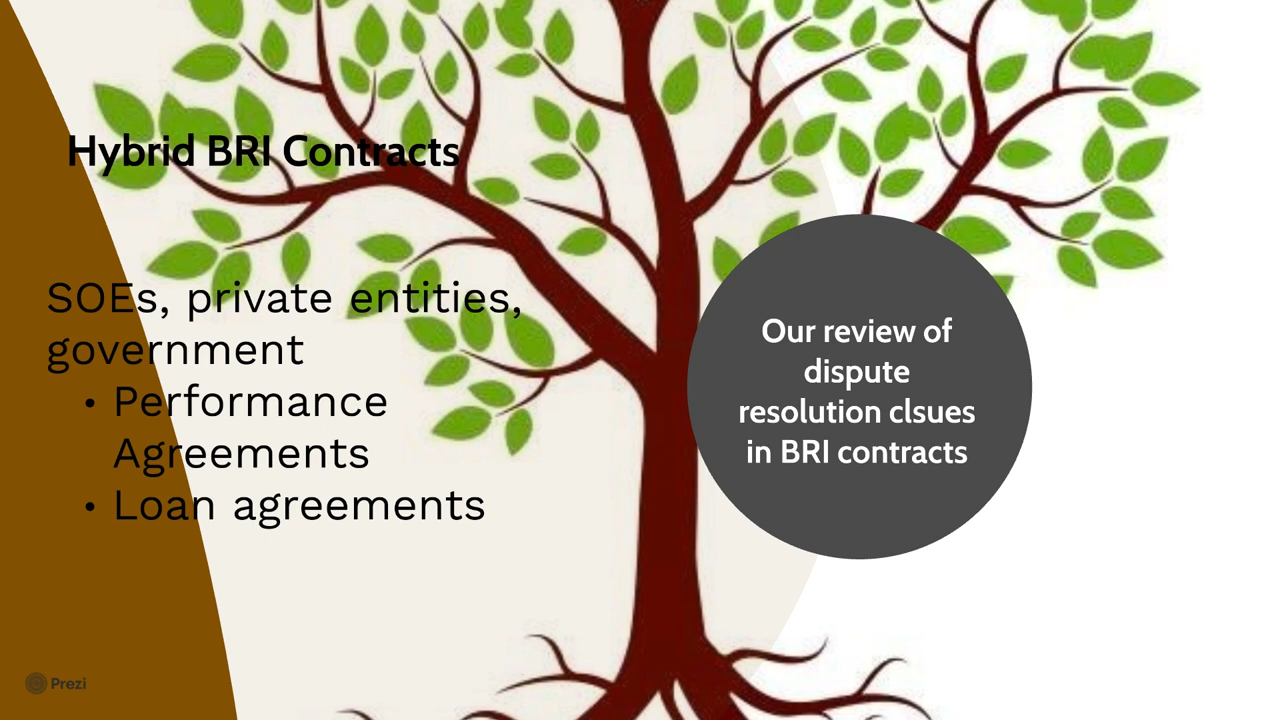 Hybrid BRI Contracts
SOEs, private entities,
government
• Performance
Agreements
• Loan agreements
Our review of
dispute
resolution clsues
in BRI contracts
Prezi